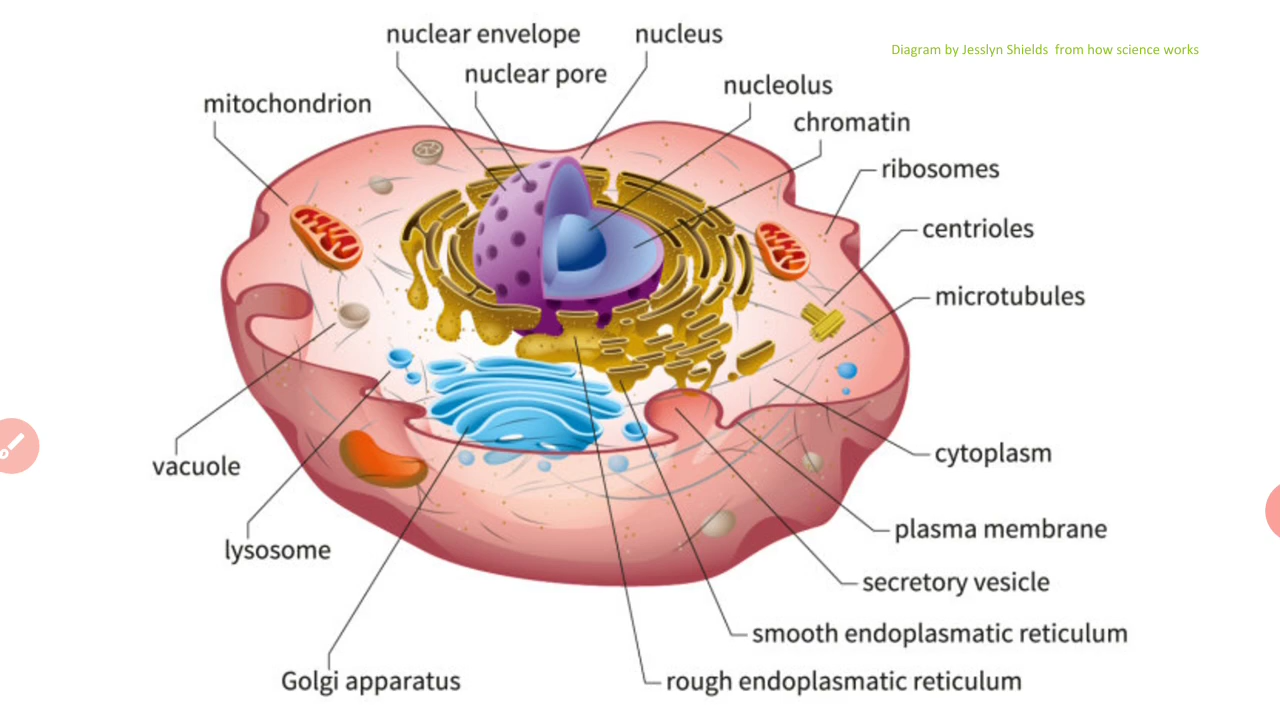 nuclear envelope
nucleus
Diagram by Jesslyn Shields  from how science works
nuclear pore
nucleolus
mitochondrion
chromatin
ribosomes
centrioles
microtubules
cytoplasm
vacuole
plasma membrane
lysosome
secretory vesicle
smooth endoplasmatic reticulum
Golgi apparatus
rough endoplasmatic reticulum